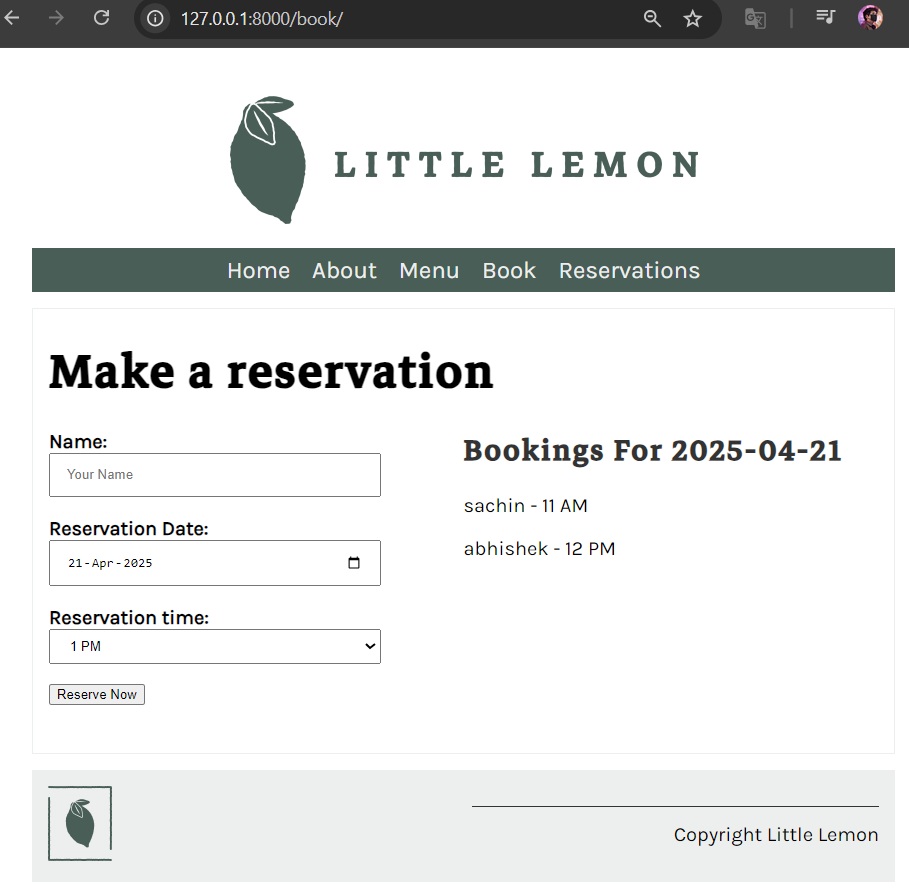 127.0.0.1:8000/book/
LITTLE LEMON
Home About Menu Book Reservations
Make a reservation
Name:
Your Name
Reservation Date:
21-Apr-2025
Reservation time:
1 PM
Reserve Now
Bookings For 2025-04-21
sachin - 11 AM
abhishek - 12 PM
Copyright Little Lemon